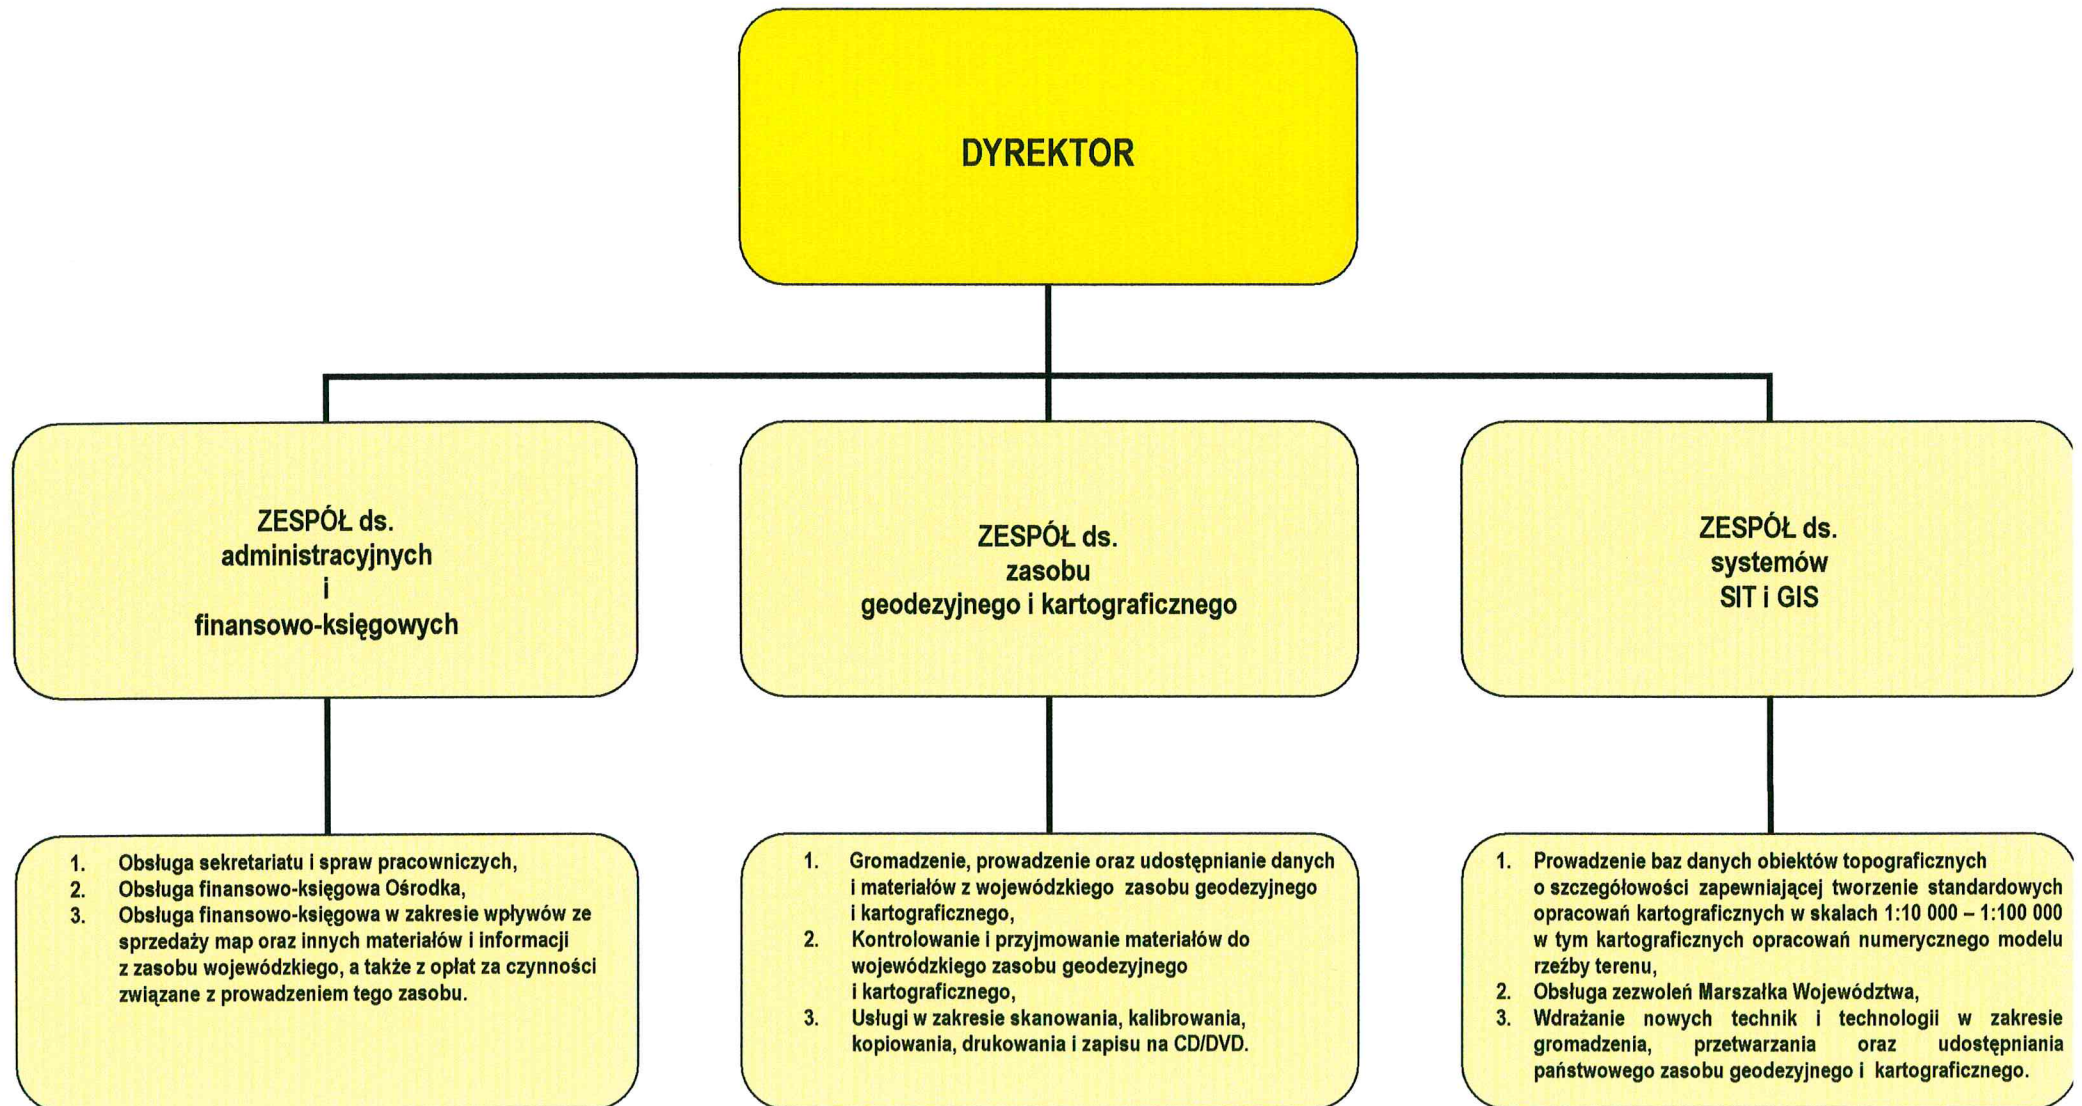 DYREKTOR
ZESPÓŁ ds.
administracyjnych
i
finansowo-księgowych
ZESPÓŁ ds.
zasobu
geodezyjnego i kartograficznego
ZESPÓŁ ds.
systemów
SIT i GIS
1. Obsługa sekretariatu i spraw pracowniczych,
2. Obsługa finansowo-księgowa Ośrodka,
3. Obsługa finansowo-księgowa w zakresie wpływów ze
sprzedaży map oraz innych materiałów i informacji
z zasobu wojewódzkiego, a także z opłat za czynności
związane z prowadzeniem tego zasobu.
1. Gromadzenie, prowadzenie oraz udostępnianie danych
i materiałów z wojewódzkiego zasobu geodezyjnego
i kartograficznego,
2. Kontrolowanie i przyjmowanie materiałów do
wojewódzkiego zasobu geodezyjnego
i kartograficznego,
3. Usługi w zakresie skanowania, kalibrowania,
kopiowania, drukowania i zapisu na CD/DVD.
1. Prowadzenie baz danych obiektów topograficznych
o szczegółowości zapewniającej tworzenie standardowych
opracowań kartograficznych w skalach 1:10 000 – 1:100 000
w tym kartograficznych opracowań numerycznego modelu
rzeźby terenu,
2. Obsługa zezwoleń Marszałka Województwa,
3. Wdrażanie nowych technik i technologii w zakresie
gromadzenia, przetwarzania oraz udostępniania
państwowego zasobu geodezyjnego i kartograficznego.